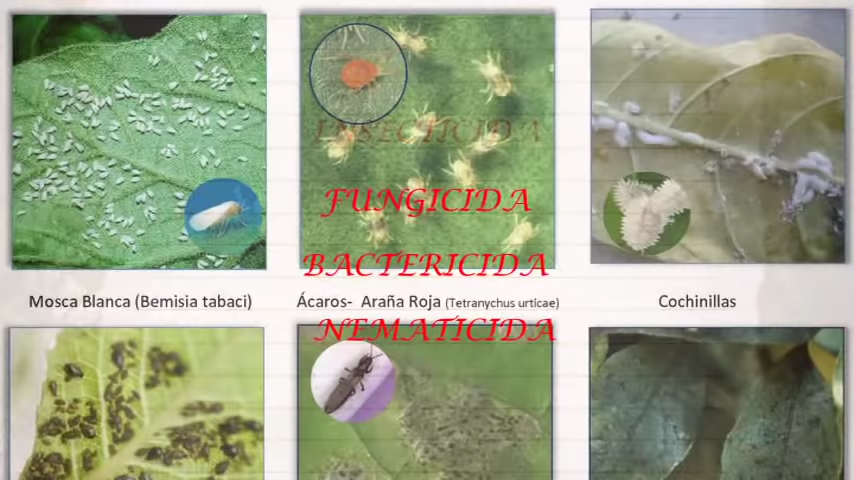 INSECTICIDA
FUNGICIDA
BACTERICIDA
Mosca Blanca (Bemisia tabaci)
Ácaros- Araña Roja (Tetranychus urticae)
Cochinillas
NEMATICIDA